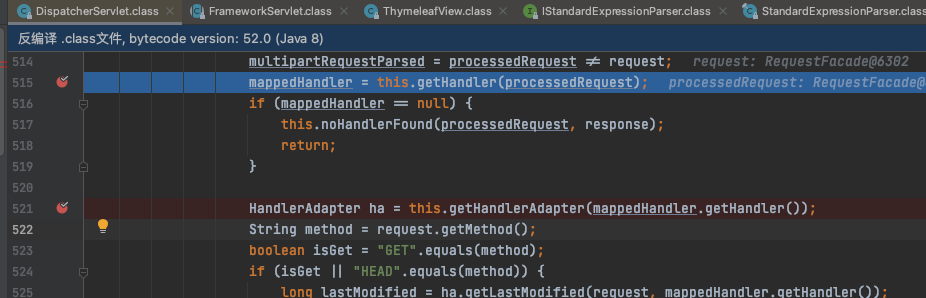 DispatcherServlet.class × FrameworkServlet.class × ThymeleafView.class × IStandardExpressionParser.class × StandardExpressionParser.class
反编译 .class文件, bytecode version: 52.0 (Java 8)
514 multipartRequestParsed = processedRequest ≠ request; request: RequestFacade@6302
515 mappedHandler = this.getHandler(processedRequest); processedRequest: RequestFacade@
516 if (mappedHandler == null) {
517 this.noHandlerFound(processedRequest, response);
518 return;
519 }
520
521 HandlerAdapter ha = this.getHandlerAdapter(mappedHandler.getHandler());
522 String method = request.getMethod();
523 boolean isGet = "GET".equals(method);
524 if (isGet || "HEAD".equals(method)) {
525 long lastModified = ha.getLastModified(request, mappedHandler.getHandler());